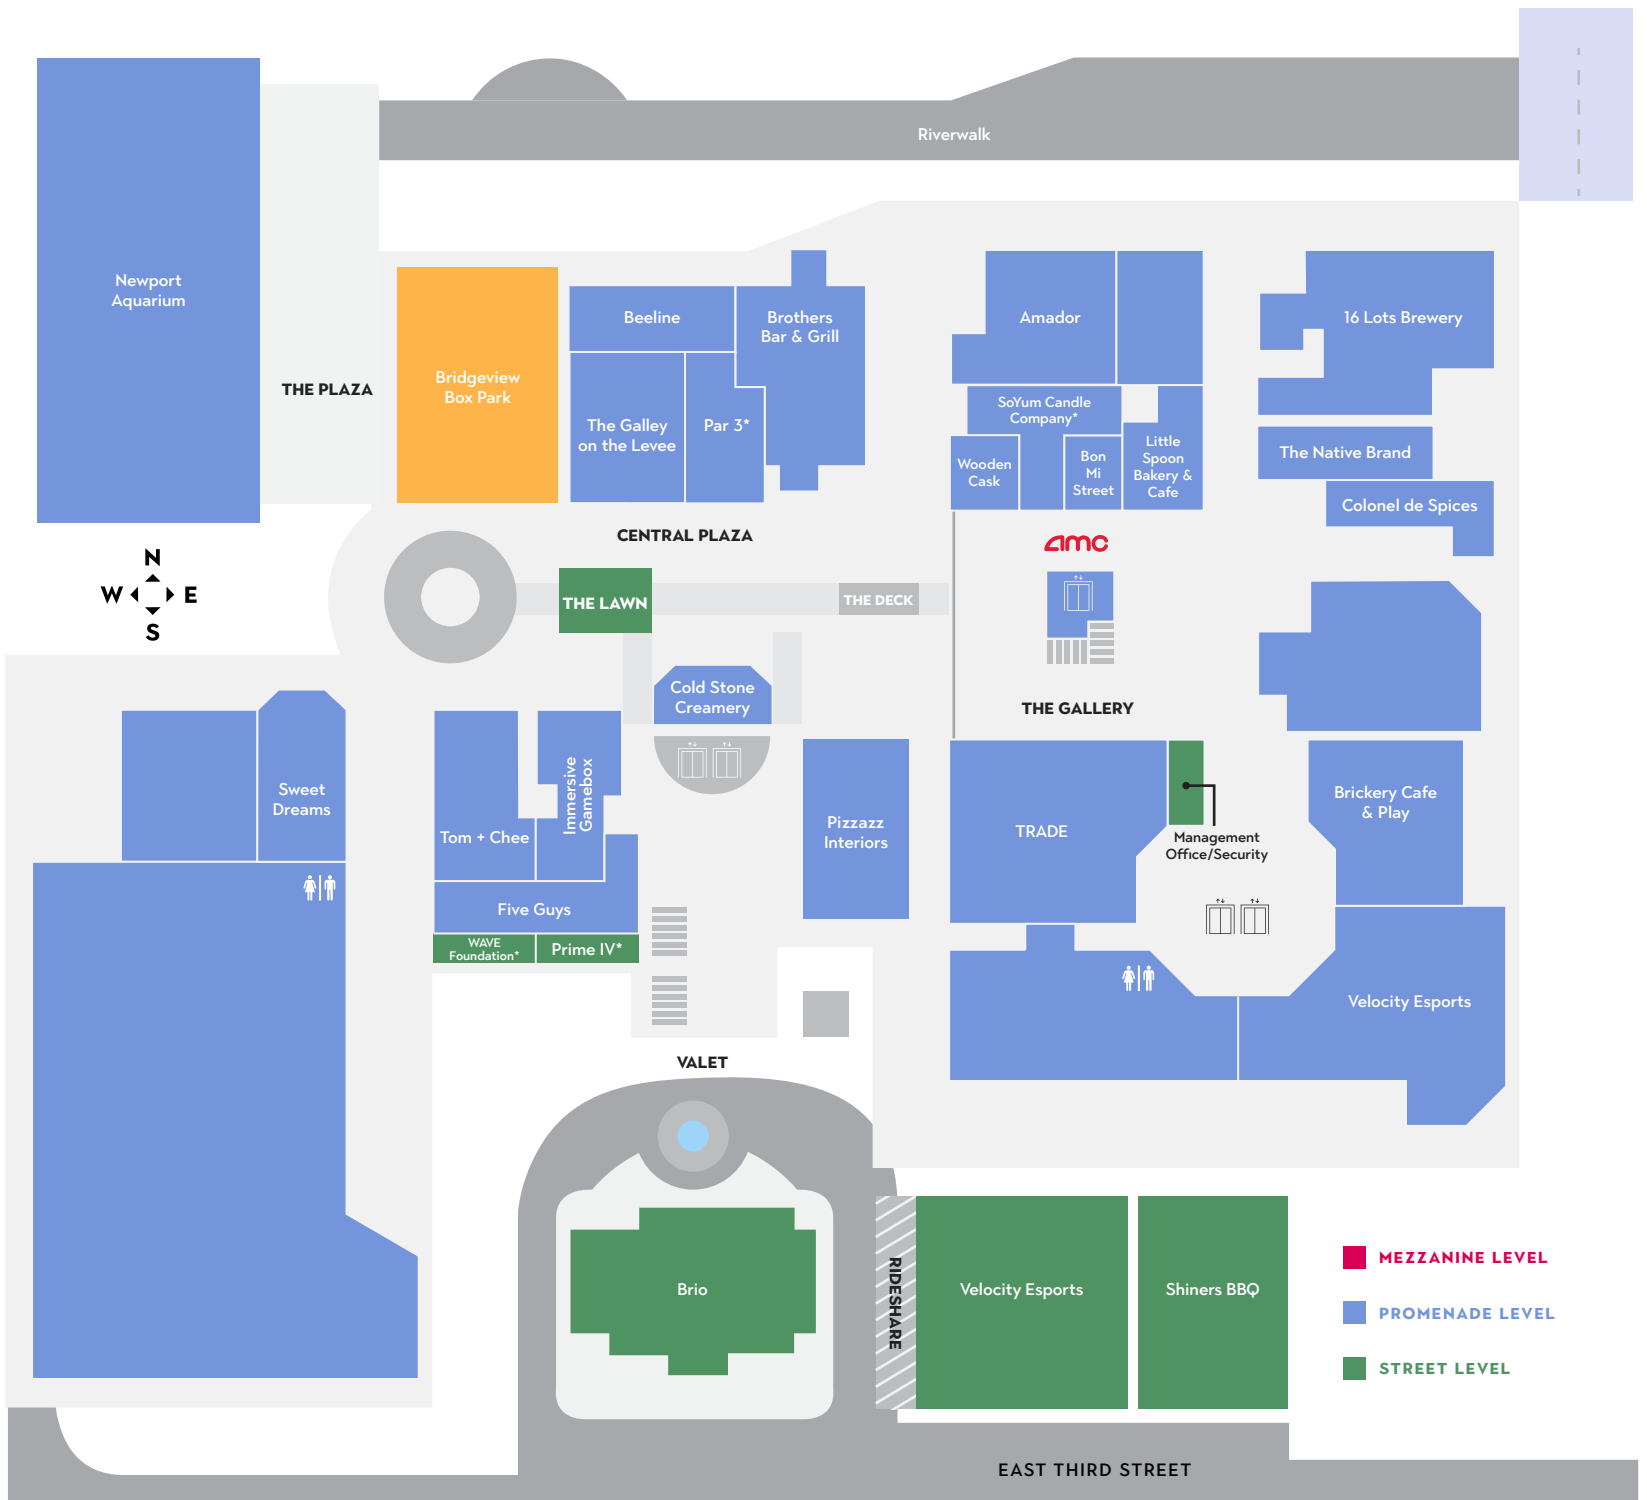 Riverwalk
Newport
Aquarium
THE PLAZA
Bridgeview
Box Park
Beeline
Brothers
Bar & Grill
The Galley
on the Levee
Par 3*
Amador
16 Lots Brewery
SoYum Candle
Company*
Wooden
Cask
Bon
Mi
Street
Little
Spoon
Bakery &
Cafe
The Native Brand
Colonel de Spices
CENTRAL PLAZA
amc
N
W
E
S
THE LAWN
THE DECK
Cold Stone
Creamery
THE GALLERY
Sweet
Dreams
Tom + Chee
Immersive
Gamebox
Pizzazz
Interiors
TRADE
Management
Office/Security
Brickery Cafe
& Play
Five Guys
WAVE
Foundation*
Prime IV*
Velocity Esports
VALET
Brio
RIDESHARE
Velocity Esports
Shiners BBQ
MEZZANINE LEVEL
PROMENADE LEVEL
STREET LEVEL
EAST THIRD STREET